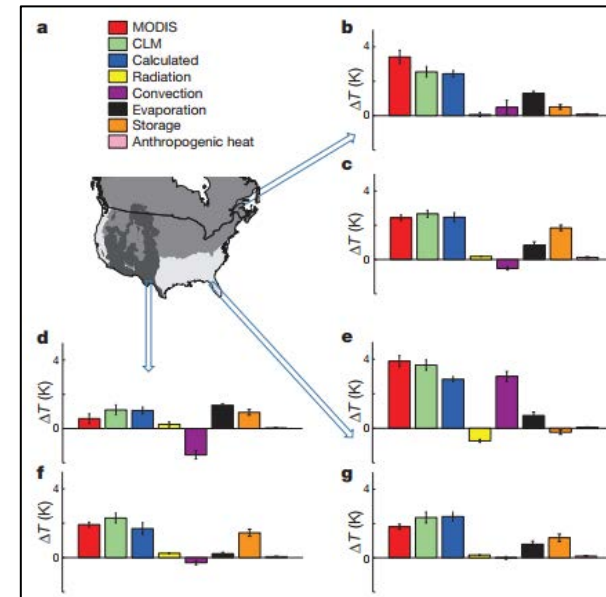 a
MODIS
CLM
Calculated
Radiation
Convection
Evaporation
Storage
Anthropogenic heat
b
4
ΔT (K)
0
c
4
ΔT (K)
0
d
4
ΔT (K)
0
e
4
ΔT (K)
0
f
4
ΔT (K)
0
g
4
ΔT (K)
0